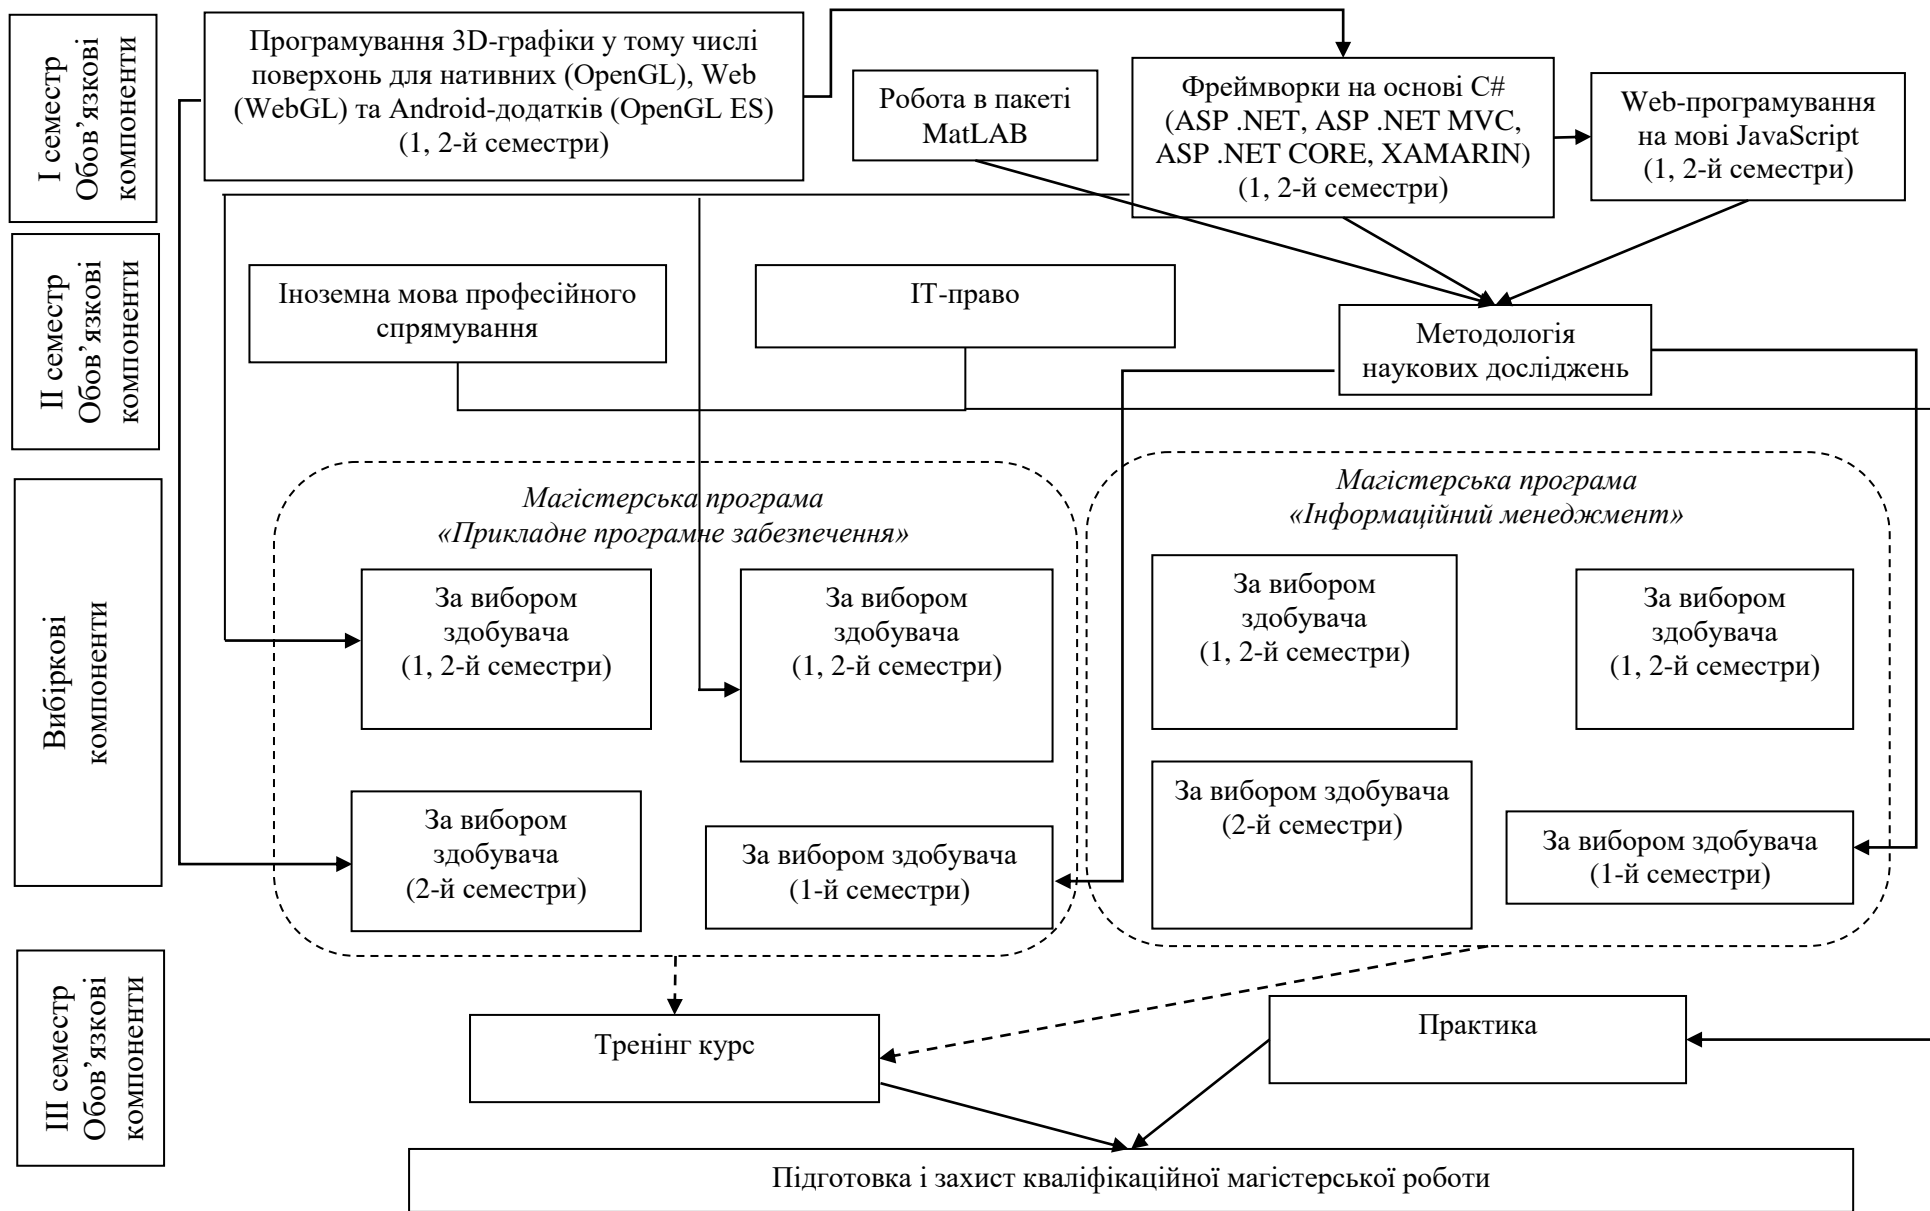 І семестр
Обов’язкові
компоненти
Програмування 3D-графіки у тому числі
поверхонь для нативних (OpenGL), Web
(WebGL) та Android-додатків (OpenGL ES)
(1, 2-й семестри)
Робота в пакеті
MatLAB
Фреймворки на основі C#
(ASP .NET, ASP .NET MVC,
ASP .NET CORE, XAMARIN)
(1, 2-й семестри)
Web-програмування
на мові JavaScript
(1, 2-й семестри)
ІІ семестр
Обов’язкові
компоненти
Іноземна мова професійного
спрямування
ІТ-право
Методологія
наукових досліджень
Вибіркові
компоненти
Магістерська програма
«Прикладне програмне забезпечення»
За вибором
здобувача
(1, 2-й семестри)
За вибором
здобувача
(1, 2-й семестри)
За вибором
здобувача
(2-й семестри)
За вибором здобувача
(1-й семестри)
Магістерська програма
«Інформаційний менеджмент»
За вибором
здобувача
(1, 2-й семестри)
За вибором
здобувача
(1, 2-й семестри)
За вибором здобувача
(2-й семестри)
За вибором здобувача
(1-й семестри)
ІІІ семестр
Обов’язкові
компоненти
Тренінг курс
Практика
Підготовка і захист кваліфікаційної магістерської роботи